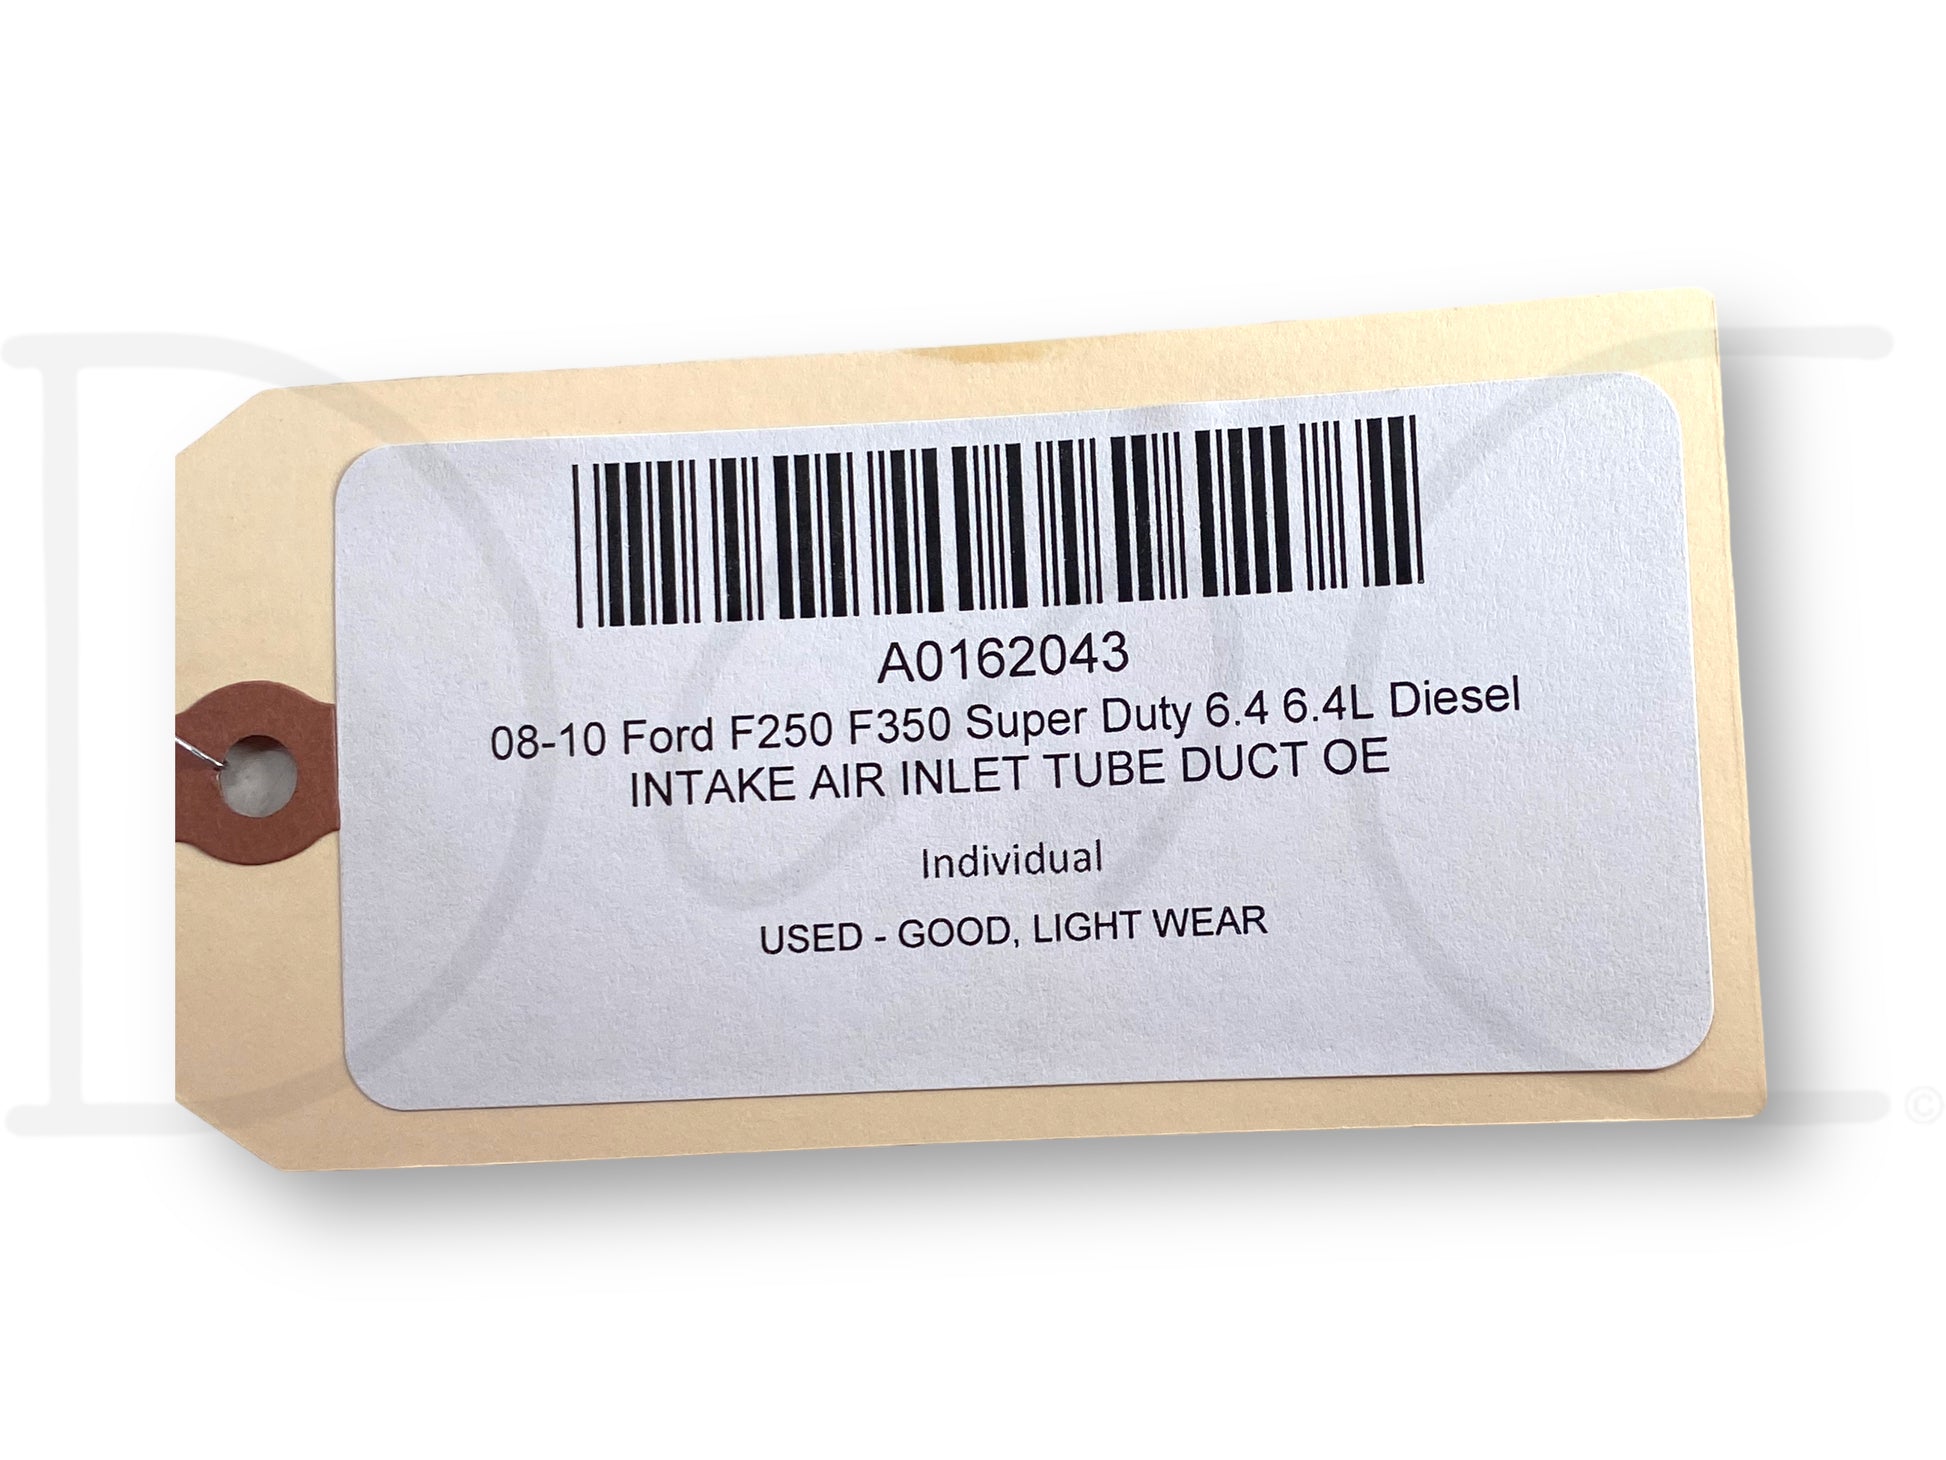 A0162043
08-10 Ford F250 F350 Super Duty 6.4 6.4L Diesel
INTAKE AIR INLET TUBE DUCT OE
Individual
USED - GOOD, LIGHT WEAR
©